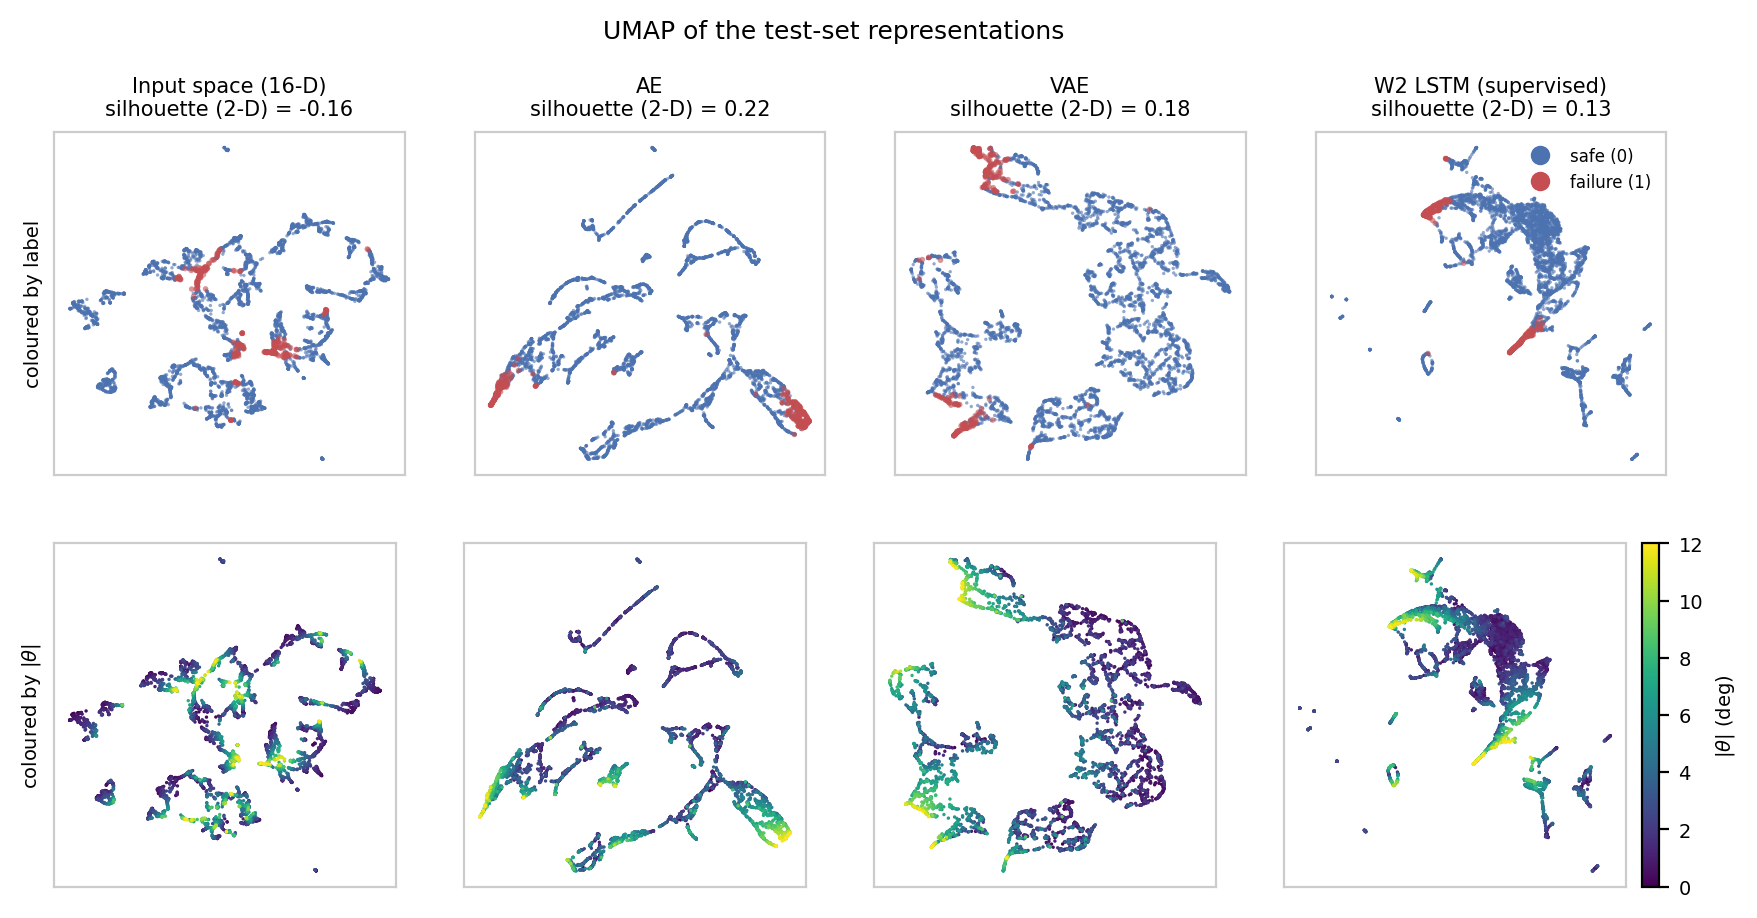 UMAP of the test-set representations
Input space (16-D)
silhouette (2-D) = -0.16
AE
silhouette (2-D) = 0.22
VAE
silhouette (2-D) = 0.18
W2 LSTM (supervised)
silhouette (2-D) = 0.13
coloured by label
safe (0)
failure (1)
coloured by |θ|
12
10
8
6
4
2
0
|θ| (deg)